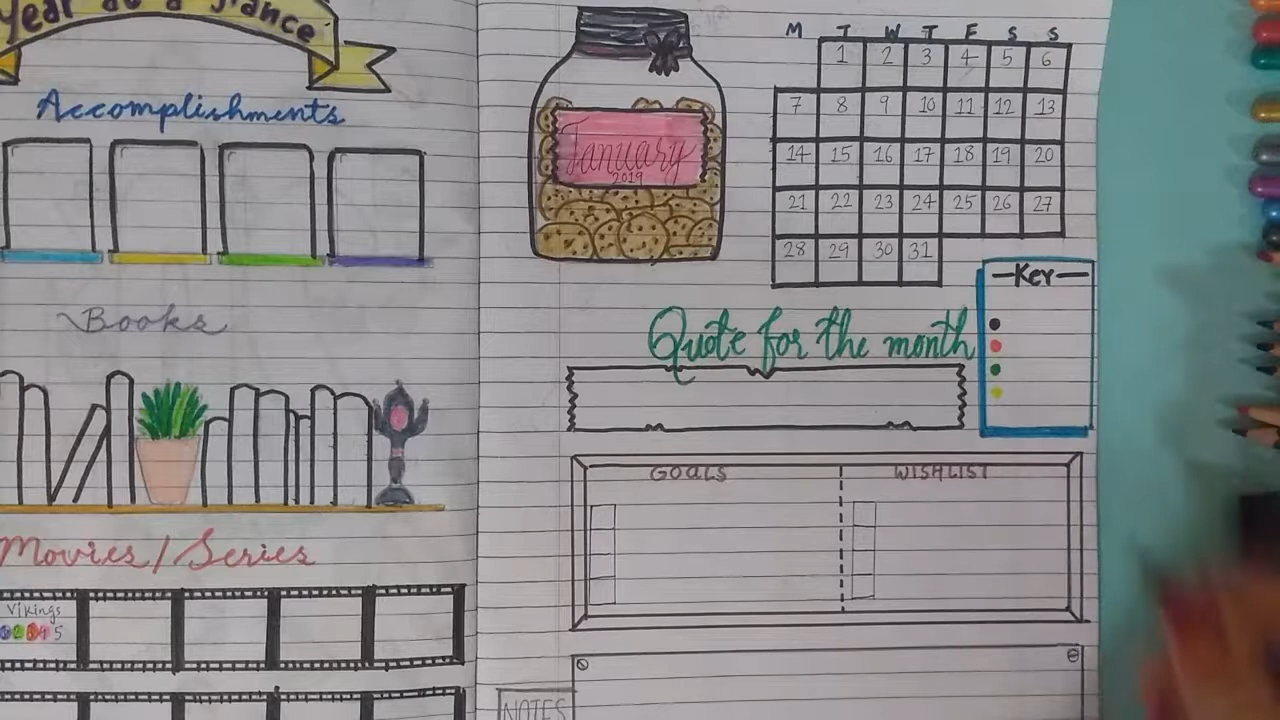 Year at a Glance
Accomplishments
Books
Movies/Series
Vikings
5
January
2019
M T W T F S S
1 2 3 4 5 6
7 8 9 10 11 12 13
14 15 16 17 18 19 20
21 22 23 24 25 26 27
28 29 30 31
Key
Quote for the month
GOALS WISHLIST
NOTES